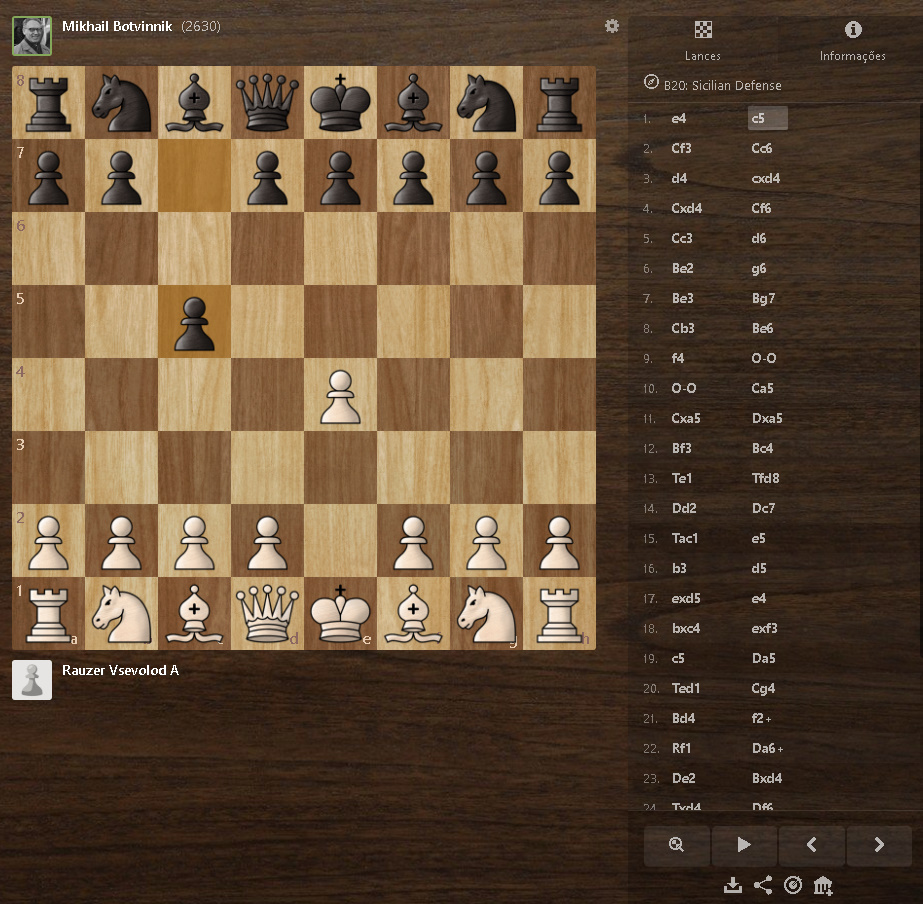 Mikhail Botvinnik (2630)
8
7
6
5
4
3
2
1
a
d
e
g
h
Rauzer Vsevolod A
Lances Informações
B20: Sicilian Defense
1. e4 c5
2. Cf3 Cc6
3. d4 cxd4
4. Cxd4 Cf6
5. Cc3 d6
6. Be2 g6
7. Be3 Bg7
8. Cb3 Be6
9. f4 O-O
10. O-O Ca5
11. Cxa5 Dxa5
12. Bf3 Bc4
13. Te1 Tfd8
14. Dd2 Dc7
15. Tac1 e5
16. b3 d5
17. exd5 e4
18. bxc4 exf3
19. c5 Da5
20. Ted1 Cg4
21. Bd4 f2+
22. Rf1 Da6+
23. De2 Bxd4
24. Txd4 Df6